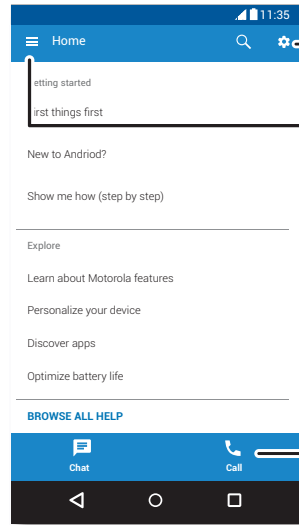 11:35
Home
etting started
irst things first
New to Andriod?
Show me how (step by step)
Explore
Learn about Motorola features
Personalize your device
Discover apps
Optimize battery life
BROWSE ALL HELP
Chat Call